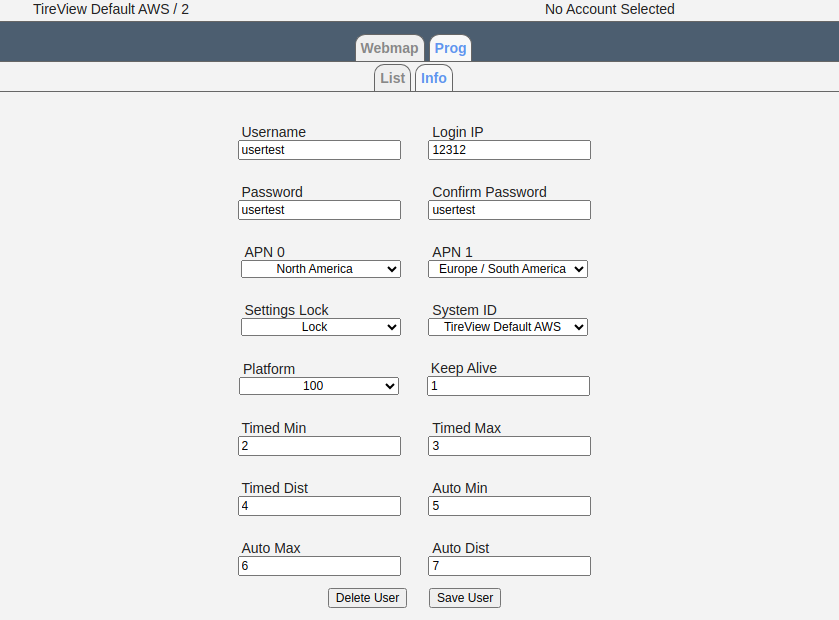 TireView Default AWS / 2 No Account Selected
Webmap Prog
List Info
Username Login IP
usertest 12312
Password Confirm Password
usertest usertest
APN 0 APN 1
North America Europe / South America
Settings Lock System ID
Lock TireView Default AWS
Platform Keep Alive
100 1
Timed Min Timed Max
2 3
Timed Dist Auto Min
4 5
Auto Max Auto Dist
6 7
Delete User Save User